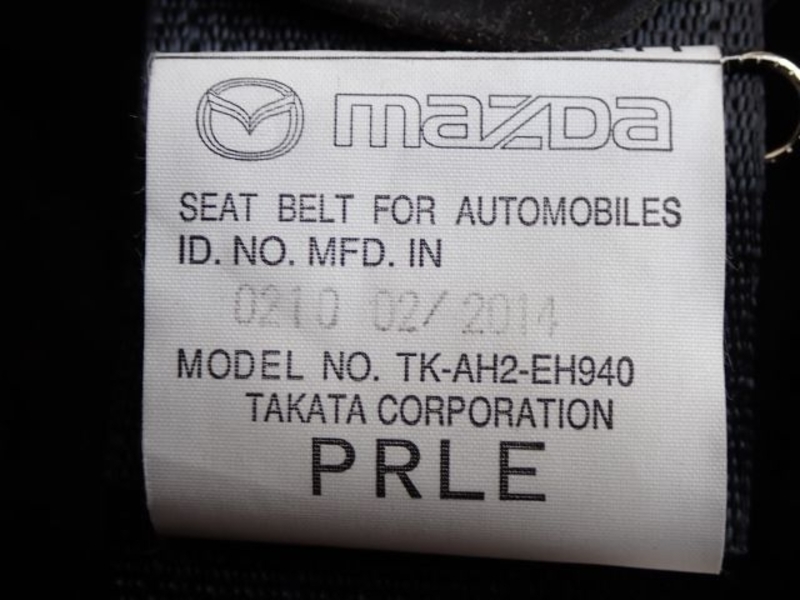 mazda
SEAT BELT FOR AUTOMOBILES
ID. NO. MFD. IN
0210 02/2014
MODEL NO. TK-AH2-EH940
TAKATA CORPORATION
PRLE